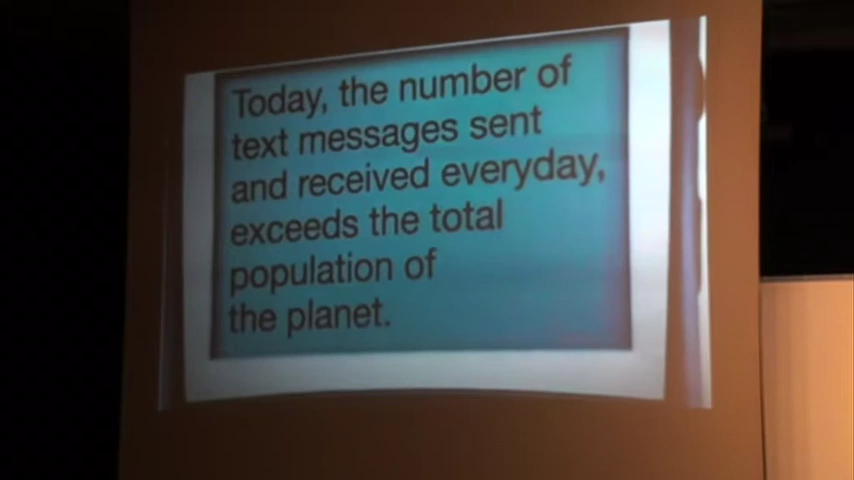 Today, the number of
text messages sent
and received everyday,
exceeds the total
population of
the planet.